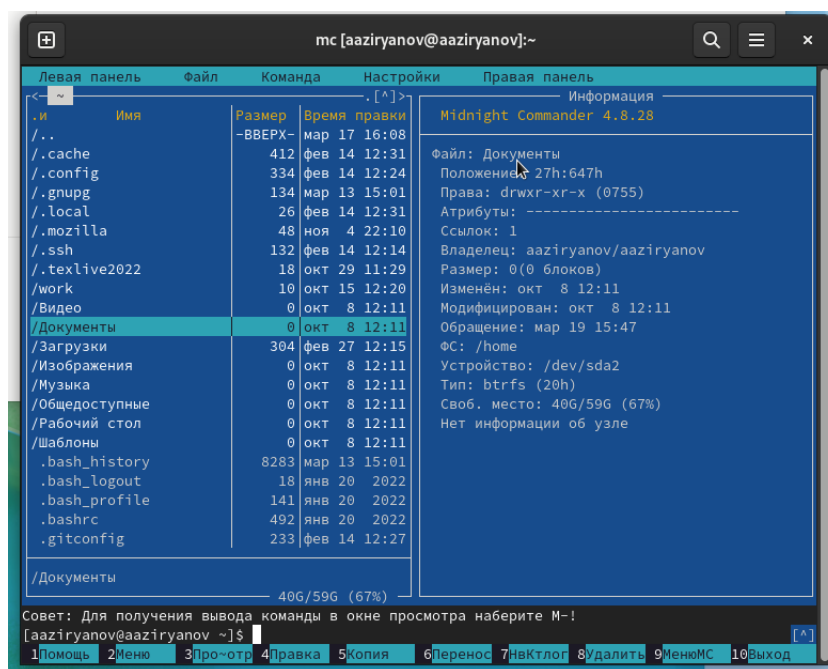 mc [aaziryanov@aaziryanov]:~
Левая панель Файл Команда Настройки Правая панель
<- ~ .[^]>
.и Имя Размер Время правки
/.. -ВВЕРХ- мар 17 16:08
/.cache 412 фев 14 12:31
/.config 334 фев 14 12:24
/.gnupg 134 мар 13 15:01
/.local 26 фев 14 12:31
/.mozilla 48 ноя 4 22:10
/.ssh 132 фев 14 12:14
/.texlive2022 18 окт 29 11:29
/work 10 окт 15 12:20
/Видео 0 окт 8 12:11
/Документы 0 окт 8 12:11
/Загрузки 304 фев 27 12:15
/Изображения 0 окт 8 12:11
/Музыка 0 окт 8 12:11
/Общедоступные 0 окт 8 12:11
/Рабочий стол 0 окт 8 12:11
/Шаблоны 0 окт 8 12:11
.bash_history 8283 мар 13 15:01
.bash_logout 18 янв 20 2022
.bash_profile 141 янв 20 2022
.bashrc 492 янв 20 2022
.gitconfig 233 фев 14 12:27
/Документы
40G/59G (67%)
Информация
Midnight Commander 4.8.28
Файл: Документы
Положение: 27h:647h
Права: drwxr-xr-x (0755)
Атрибуты: -------------------------
Ссылок: 1
Владелец: aaziryanov/aaziryanov
Размер: 0(0 блоков)
Изменён: окт 8 12:11
Модифицирован: окт 8 12:11
Обращение: мар 19 15:47
ФС: /home
Устройство: /dev/sda2
Тип: btrfs (20h)
Своб. место: 40G/59G (67%)
Нет информации об узле
Совет: Для получения вывода команды в окне просмотра наберите M-!
[aaziryanov@aaziryanov ~]$ [^]
1Помощь 2Меню 3Про~отр 4Правка 5Копия 6Перенос 7НвКтлог 8Удалить 9МенюМС 10Выход